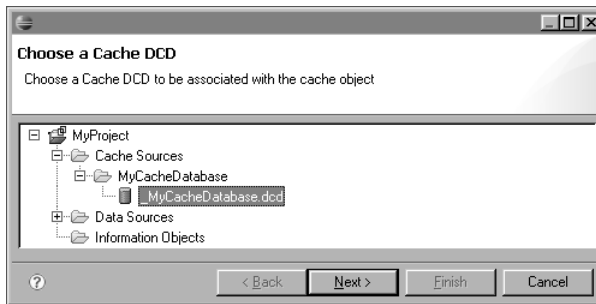 Choose a Cache DCD
Choose a Cache DCD to be associated with the cache object
MyProject
Cache Sources
MyCacheDatabase
_MyCacheDatabase.dcd
Data Sources
Information Objects
? < Back Next > Finish Cancel